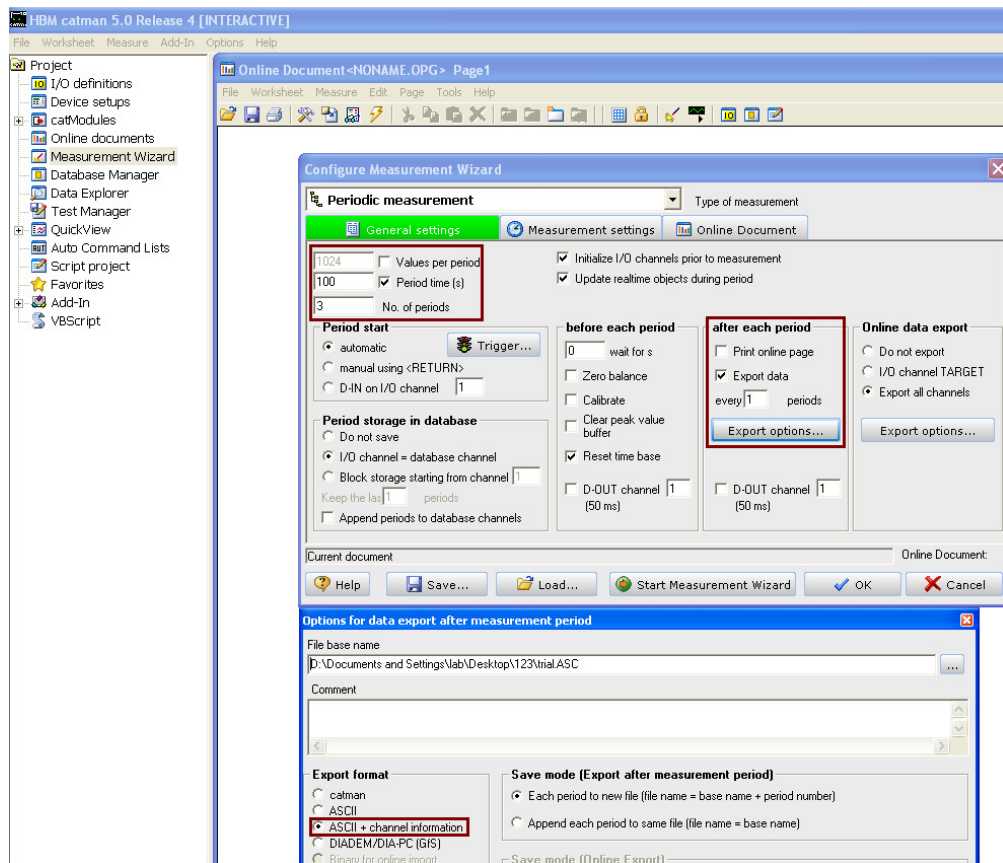 HBM catman 5.0 Release 4 [INTERACTIVE]
File Worksheet Measure Add-In Options Help
Project
I/O definitions
Device setups
catModules
Online documents
Measurement Wizard
Database Manager
Data Explorer
Test Manager
QuickView
Auto Command Lists
Script project
Favorites
Add-In
VBScript
Online Document<NONAME.OPG> Page1
File Worksheet Measure Edit Page Tools Help
Configure Measurement Wizard
Periodic measurement Type of measurement
General settings Measurement settings Online Document
1024 Values per period
100 Period time (s)
3 No. of periods
Initialize I/O channels prior to measurement
Update realtime objects during period
Period start
automatic Trigger...
manual using <RETURN>
D-IN on I/O channel 1
Period storage in database
Do not save
I/O channel = database channel
Block storage starting from channel 1
Keep the las 1 periods
Append periods to database channels
before each period
0 wait for s
Zero balance
Calibrate
Clear peak value
buffer
Reset time base
D-OUT channel 1
(50 ms)
after each period
Print online page
Export data
every 1 periods
Export options...
D-OUT channel 1
(50 ms)
Online data export
Do not export
I/O channel TARGET
Export all channels
Export options...
Current document Online Document:
Help Save... Load... Start Measurement Wizard OK Cancel
Options for data export after measurement period
File base name
D:\Documents and Settings\lab\Desktop\123\trial.ASC ...
Comment
Export format
catman
ASCII
ASCII + channel information
DIADEM/DIA-PC (GfS)
Binary for online import
Save mode (Export after measurement period)
Each period to new file (file name = base name + period number)
Append each period to same file (file name = base name)
Save mode (Online Export)